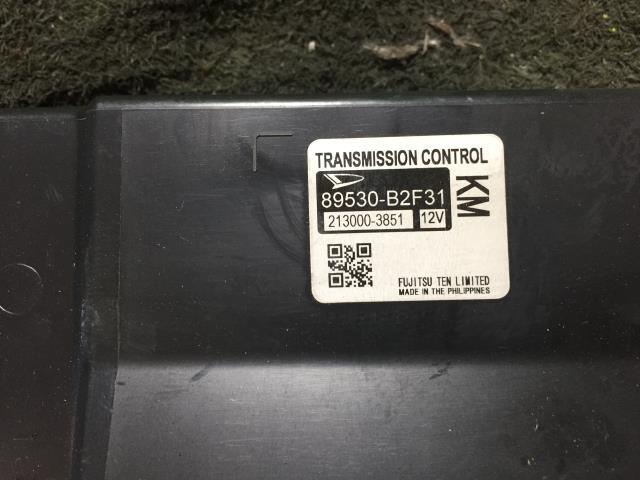 TRANSMISSION CONTROL
89530-B2F31
213000-3851 12V
KM
FUJITSU TEN LIMITED
MADE IN THE PHILIPPINES